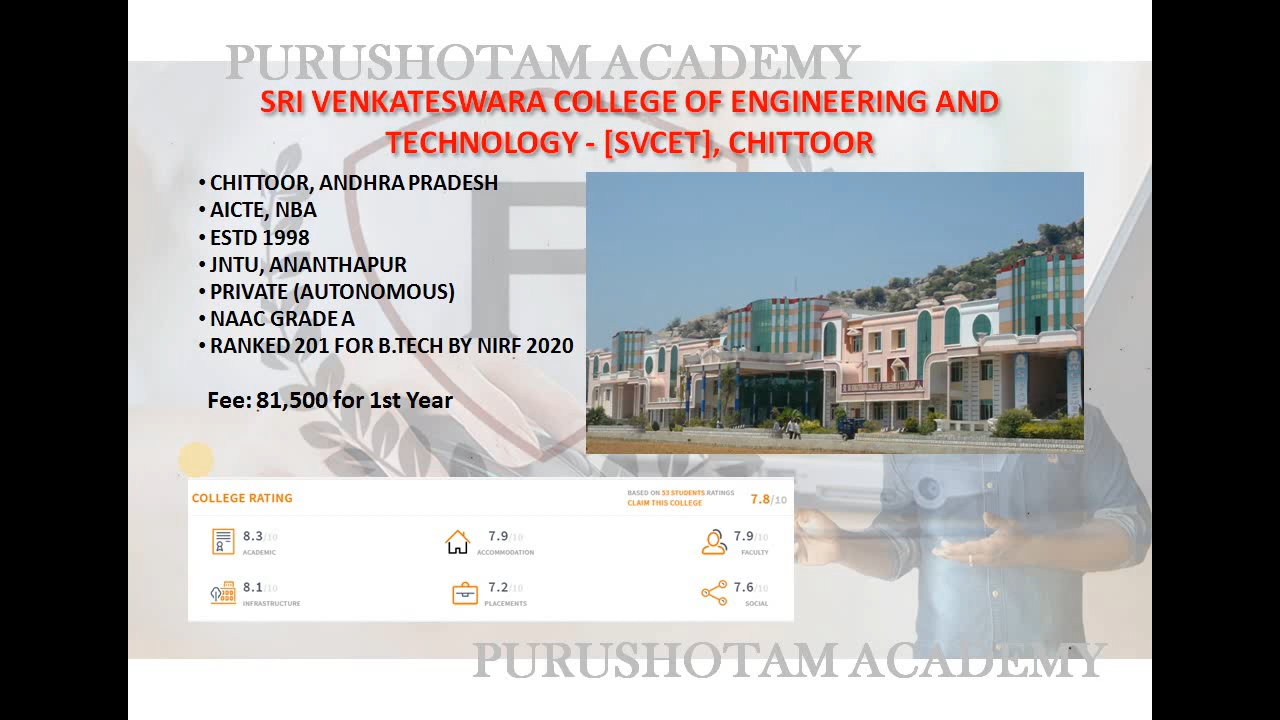 PURUSHOTAM ACADEMY
SRI VENKATESWARA COLLEGE OF ENGINEERING AND
TECHNOLOGY - [SVCET], CHITTOOR
• CHITTOOR, ANDHRA PRADESH
• AICTE, NBA
• ESTD 1998
• JNTU, ANANTHAPUR
• PRIVATE (AUTONOMOUS)
• NAAC GRADE A
• RANKED 201 FOR B.TECH BY NIRF 2020
Fee: 81,500 for 1st Year
COLLEGE RATING
BASED ON 53 STUDENTS RATINGS
CLAIM THIS COLLEGE
7.8/10
8.3/10
ACADEMIC
7.9/10
ACCOMMODATION
7.9/10
FACULTY
8.1/10
INFRASTRUCTURE
7.2/10
PLACEMENTS
7.6/10
SOCIAL
PURUSHOTAM ACADEMY